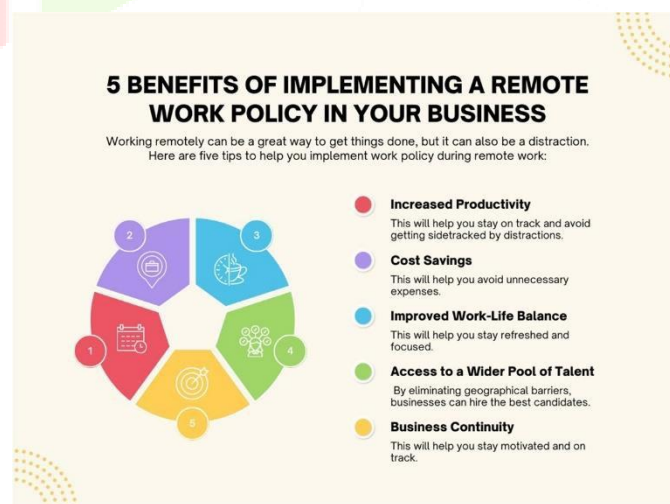 5 BENEFITS OF IMPLEMENTING A REMOTE
WORK POLICY IN YOUR BUSINESS
Working remotely can be a great way to get things done, but it can also be a distraction.
Here are five tips to help you implement work policy during remote work:
2
3
1
4
5
Increased Productivity
This will help you stay on track and avoid
getting sidetracked by distractions.
Cost Savings
This will help you avoid unnecessary
expenses.
Improved Work-Life Balance
This will help you stay refreshed and
focused.
Access to a Wider Pool of Talent
By eliminating geographical barriers,
businesses can hire the best candidates.
Business Continuity
This will help you stay motivated and on
track.